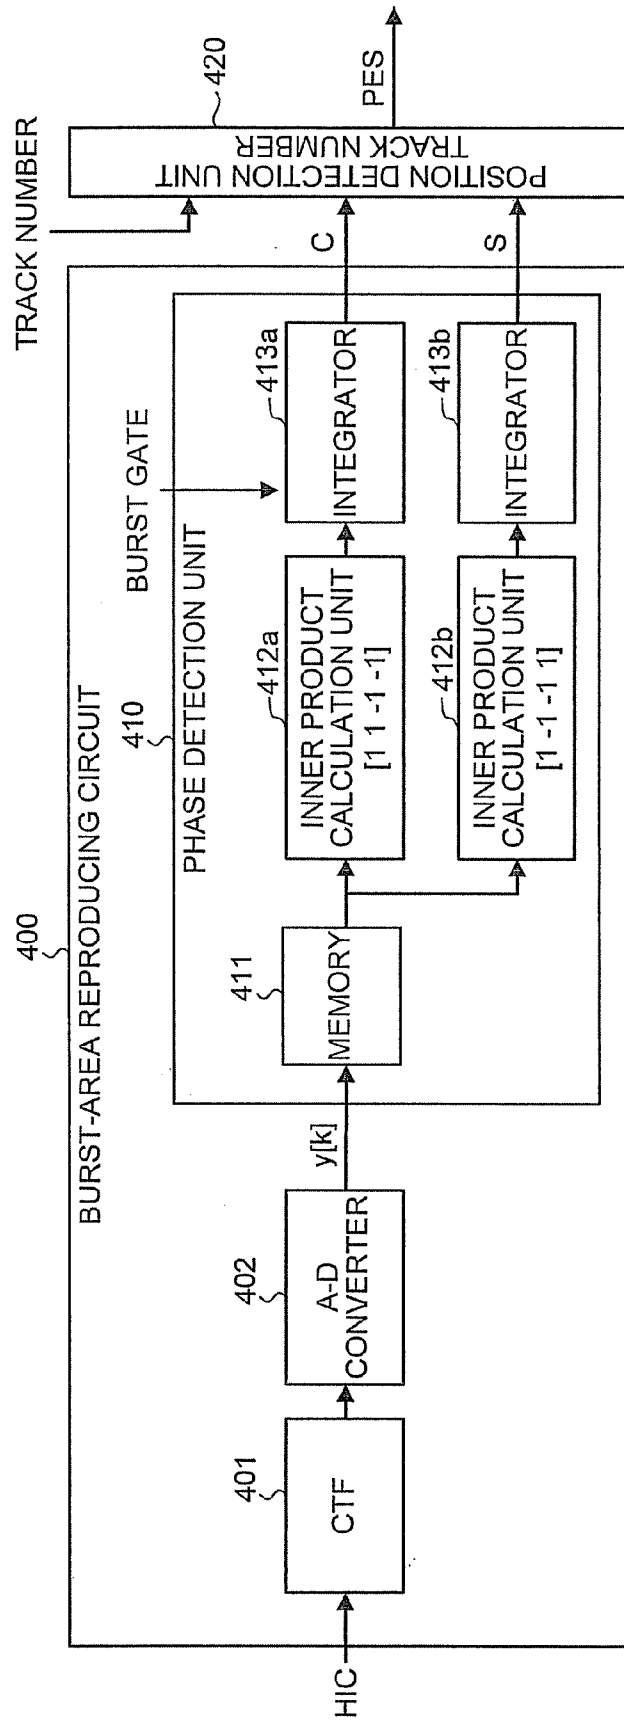 400
BURST-AREA REPRODUCING CIRCUIT
HIC
401
CTF
402
A-D
CONVERTER
y[k]
410
PHASE DETECTION UNIT
411
MEMORY
412a
INNER PRODUCT
CALCULATION UNIT
[1 1 -1 -1]
412b
INNER PRODUCT
CALCULATION UNIT
[1 -1 -1 1]
BURST GATE
413a
INTEGRATOR
413b
INTEGRATOR
C
S
TRACK NUMBER
420
POSITION DETECTION UNIT
TRACK NUMBER
PES